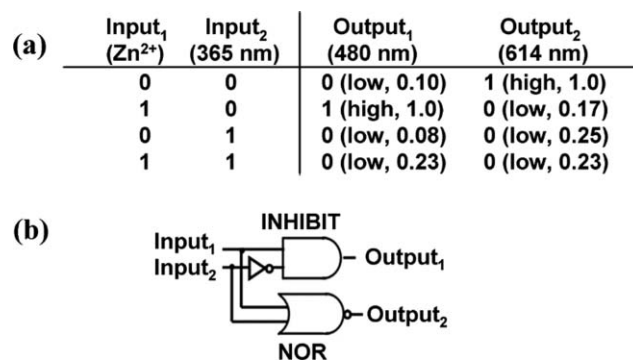 (a)
Input₁ Input₂ Output₁ Output₂
(Zn²⁺) (365 nm) (480 nm) (614 nm)
0 0 0 (low, 0.10) 1 (high, 1.0)
1 0 1 (high, 1.0) 0 (low, 0.17)
0 1 0 (low, 0.08) 0 (low, 0.25)
1 1 0 (low, 0.23) 0 (low, 0.23)
(b)
INHIBIT
Input₁
Input₂
Output₁
Output₂
NOR